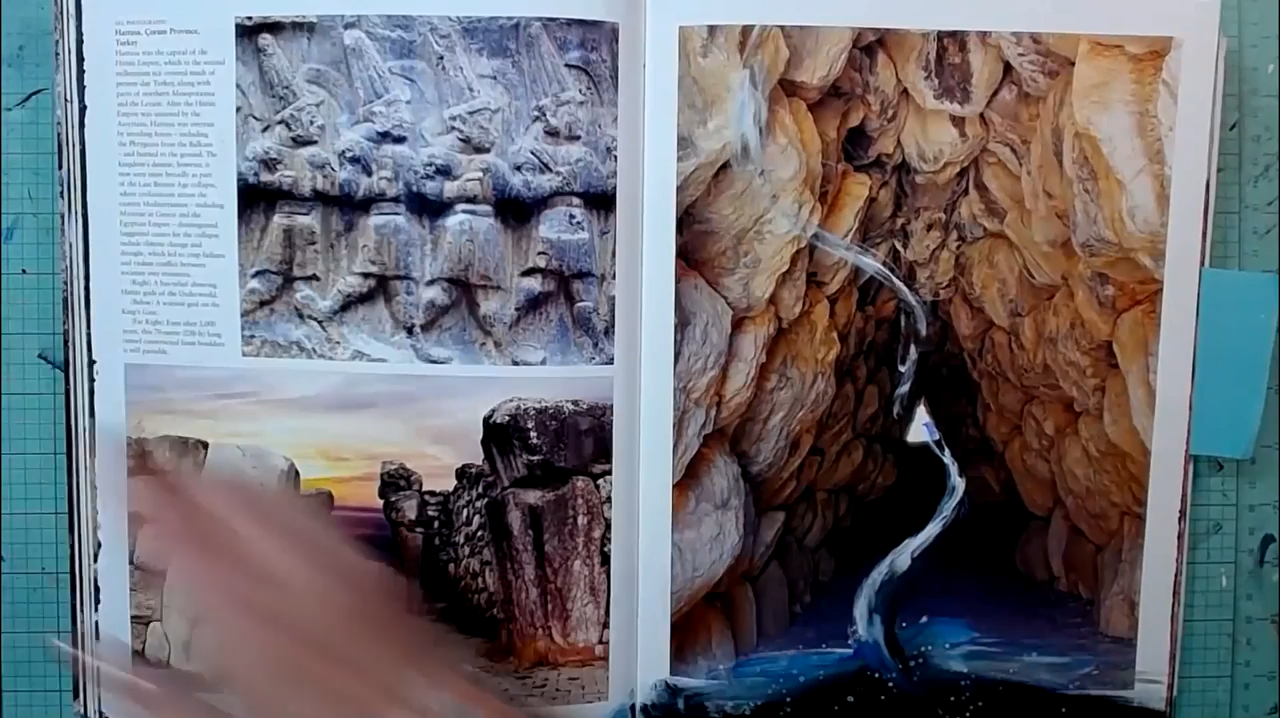 ALL PHOTOGRAPHS:
Hattusa, Çorum Province,
Turkey
Hattusa was the capital of the
Hittite Empire, which in the second
millennium BCE covered much of
present-day Turkey, along with
parts of northern Mesopotamia
and the Levant. After the Hittite
Empire was annexed by the
Assyrians, Hattusa was overrun
by invading forces – including
the Phrygians from the Balkans
– and burned to the ground. The
kingdom's demise, however, is
now seen more broadly as part
of the Late Bronze Age collapse,
where civilizations across the
eastern Mediterranean – including
Mycenae in Greece and the
Egyptian Empire – disintegrated.
Suggested causes for the collapse
include climate change and
drought, which led to crop failures
and violent conflict between
societies over resources.
(Right) A bas-relief showing
Hittite gods of the Underworld.
(Below) A warrior god on the
King's Gate.
(Far Right) Even after 3,000
years, this 70-metre (230-ft) long
tunnel constructed from boulders
is still passable.